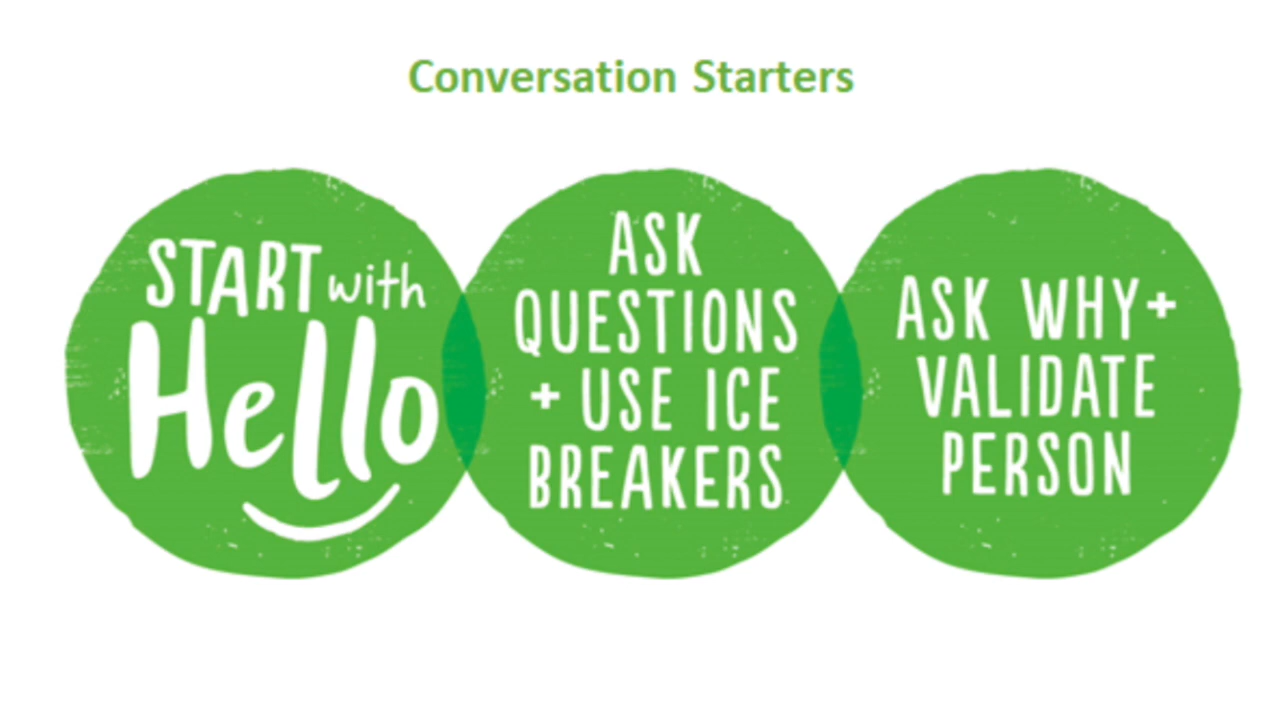 Conversation Starters
START with
Hello
ASK
QUESTIONS
+ USE ICE
BREAKERS
ASK WHY+
VALIDATE
PERSON